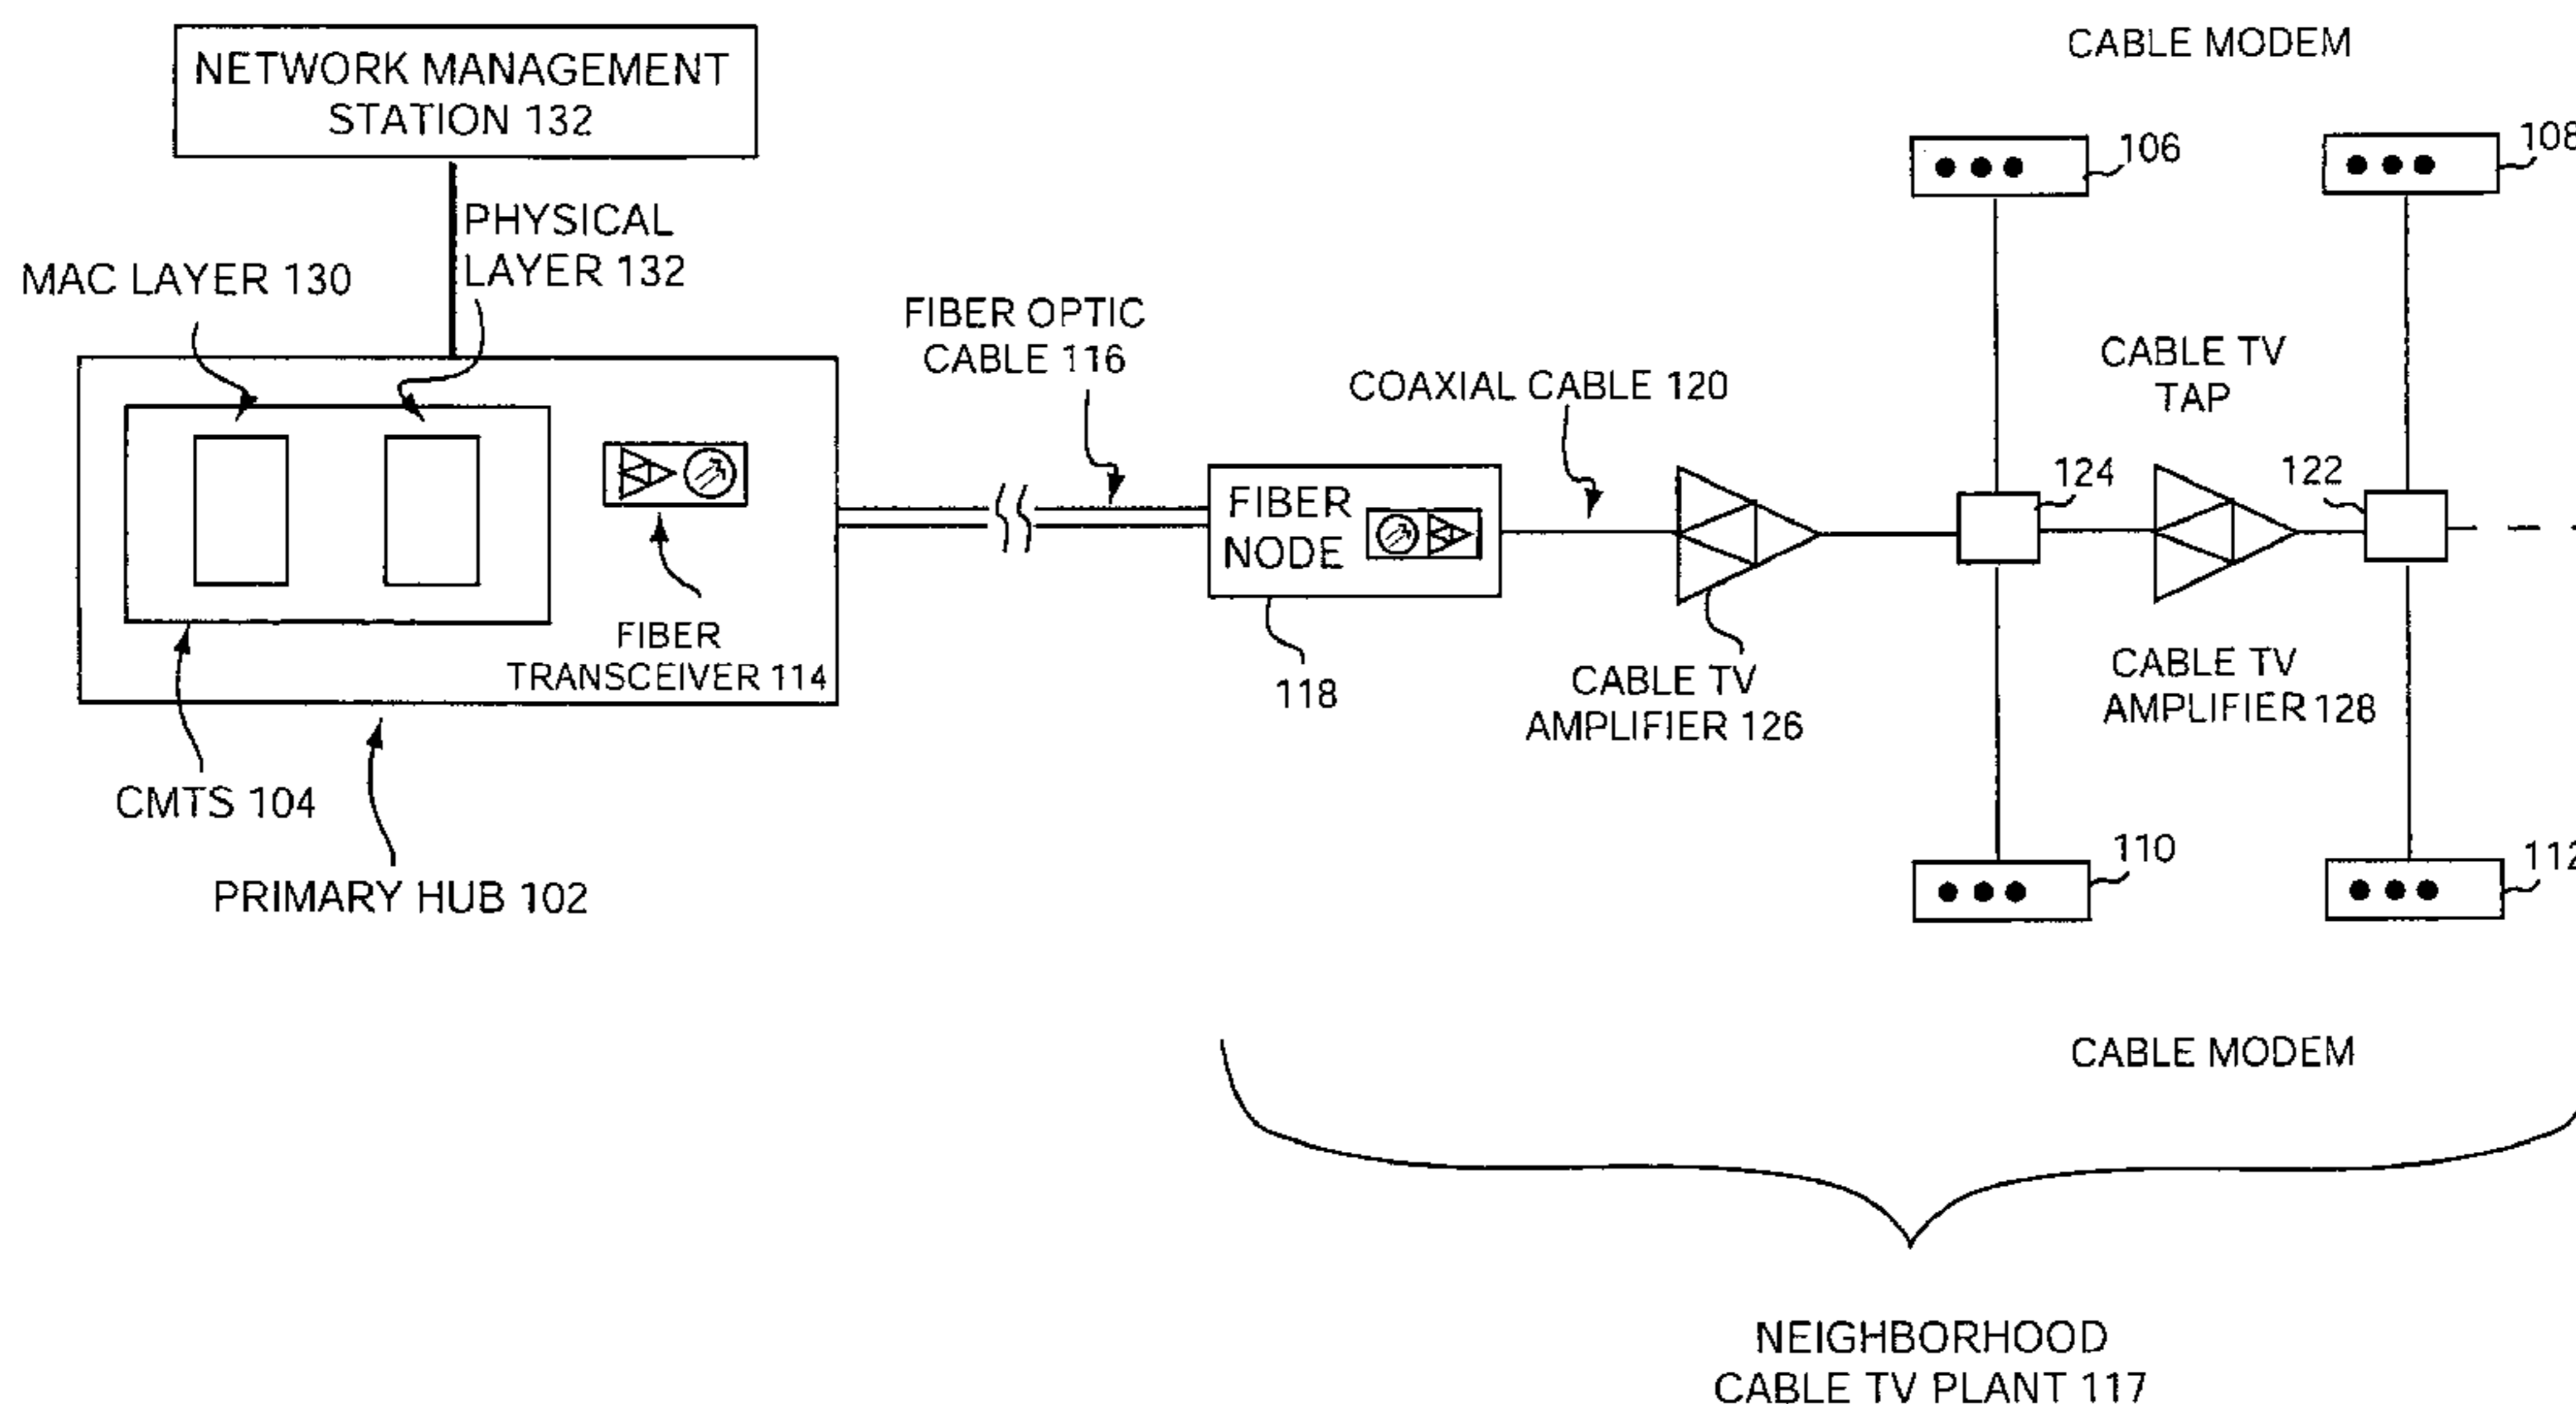 NETWORK MANAGEMENT
STATION 132
CABLE MODEM
106
108
PHYSICAL
LAYER 132
MAC LAYER 130
FIBER OPTIC
CABLE 116
COAXIAL CABLE 120
CABLE TV
TAP
124
122
FIBER
NODE
FIBER
TRANSCEIVER 114
118
CABLE TV
AMPLIFIER 126
CABLE TV
AMPLIFIER 128
CMTS 104
PRIMARY HUB 102
110
112
CABLE MODEM
NEIGHBORHOOD
CABLE TV PLANT 117